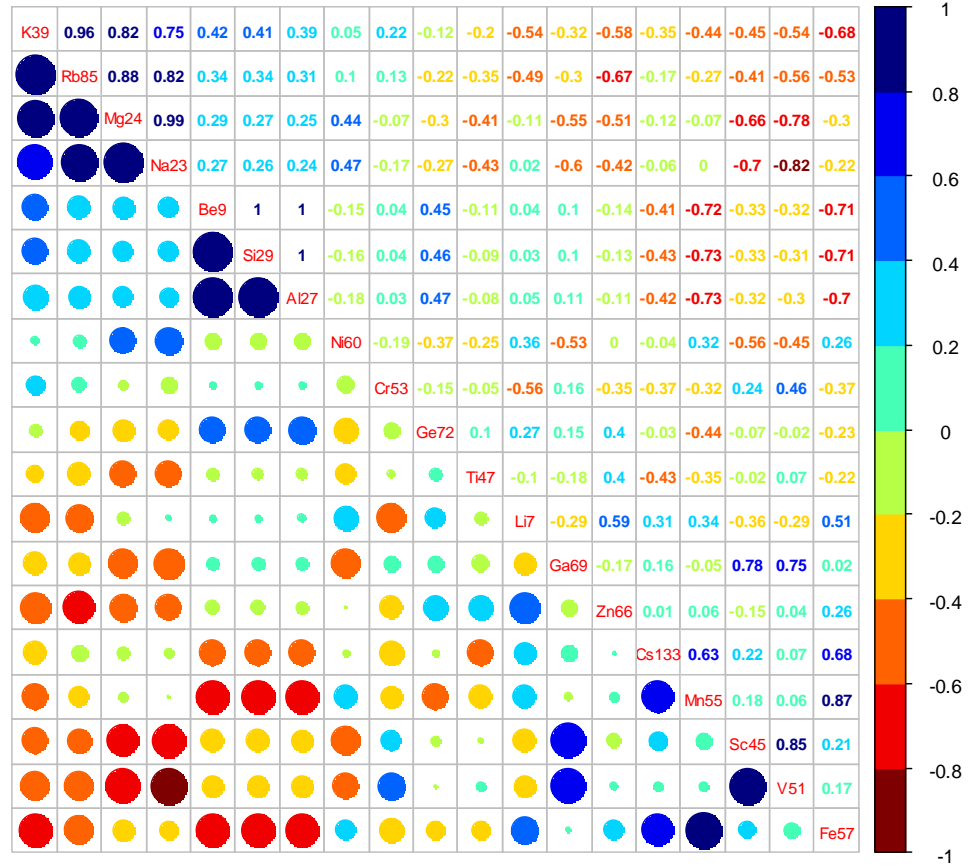 K39 0.96 0.82 0.75 0.42 0.41 0.39 0.05 0.22 -0.12 -0.2 -0.54 -0.32 -0.58 -0.35 -0.44 -0.45 -0.54 -0.68
Rb85 0.88 0.82 0.34 0.34 0.31 0.1 0.13 -0.22 -0.35 -0.49 -0.3 -0.67 -0.17 -0.27 -0.41 -0.56 -0.53
Mg24 0.99 0.29 0.27 0.25 0.44 -0.07 -0.3 -0.41 -0.11 -0.55 -0.51 -0.12 -0.07 -0.66 -0.78 -0.3
Na23 0.27 0.26 0.24 0.47 -0.17 -0.27 -0.43 0.02 -0.6 -0.42 -0.06 0 -0.7 -0.82 -0.22
Be9 1 1 -0.15 0.04 0.45 -0.11 0.04 0.1 -0.14 -0.41 -0.72 -0.33 -0.32 -0.71
Si29 1 -0.16 0.04 0.46 -0.09 0.03 0.1 -0.13 -0.43 -0.73 -0.33 -0.31 -0.71
Al27 -0.18 0.03 0.47 -0.08 0.05 0.11 -0.11 -0.42 -0.73 -0.32 -0.3 -0.7
Ni60 -0.19 -0.37 -0.25 0.36 -0.53 0 -0.04 0.32 -0.56 -0.45 0.26
Cr53 -0.15 -0.05 -0.56 0.16 -0.35 -0.37 -0.32 0.24 0.46 -0.37
Ge72 0.1 0.27 0.15 0.4 -0.03 -0.44 -0.07 -0.02 -0.23
Ti47 -0.1 -0.18 0.4 -0.43 -0.35 -0.02 0.07 -0.22
Li7 -0.29 0.59 0.31 0.34 -0.36 -0.29 0.51
Ga69 -0.17 0.16 -0.05 0.78 0.75 0.02
Zn66 0.01 0.06 -0.15 0.04 0.26
Cs133 0.63 0.22 0.07 0.68
Mn55 0.18 0.06 0.87
Sc45 0.85 0.21
V51 0.17
Fe57
1
0.8
0.6
0.4
0.2
0
-0.2
-0.4
-0.6
-0.8
-1